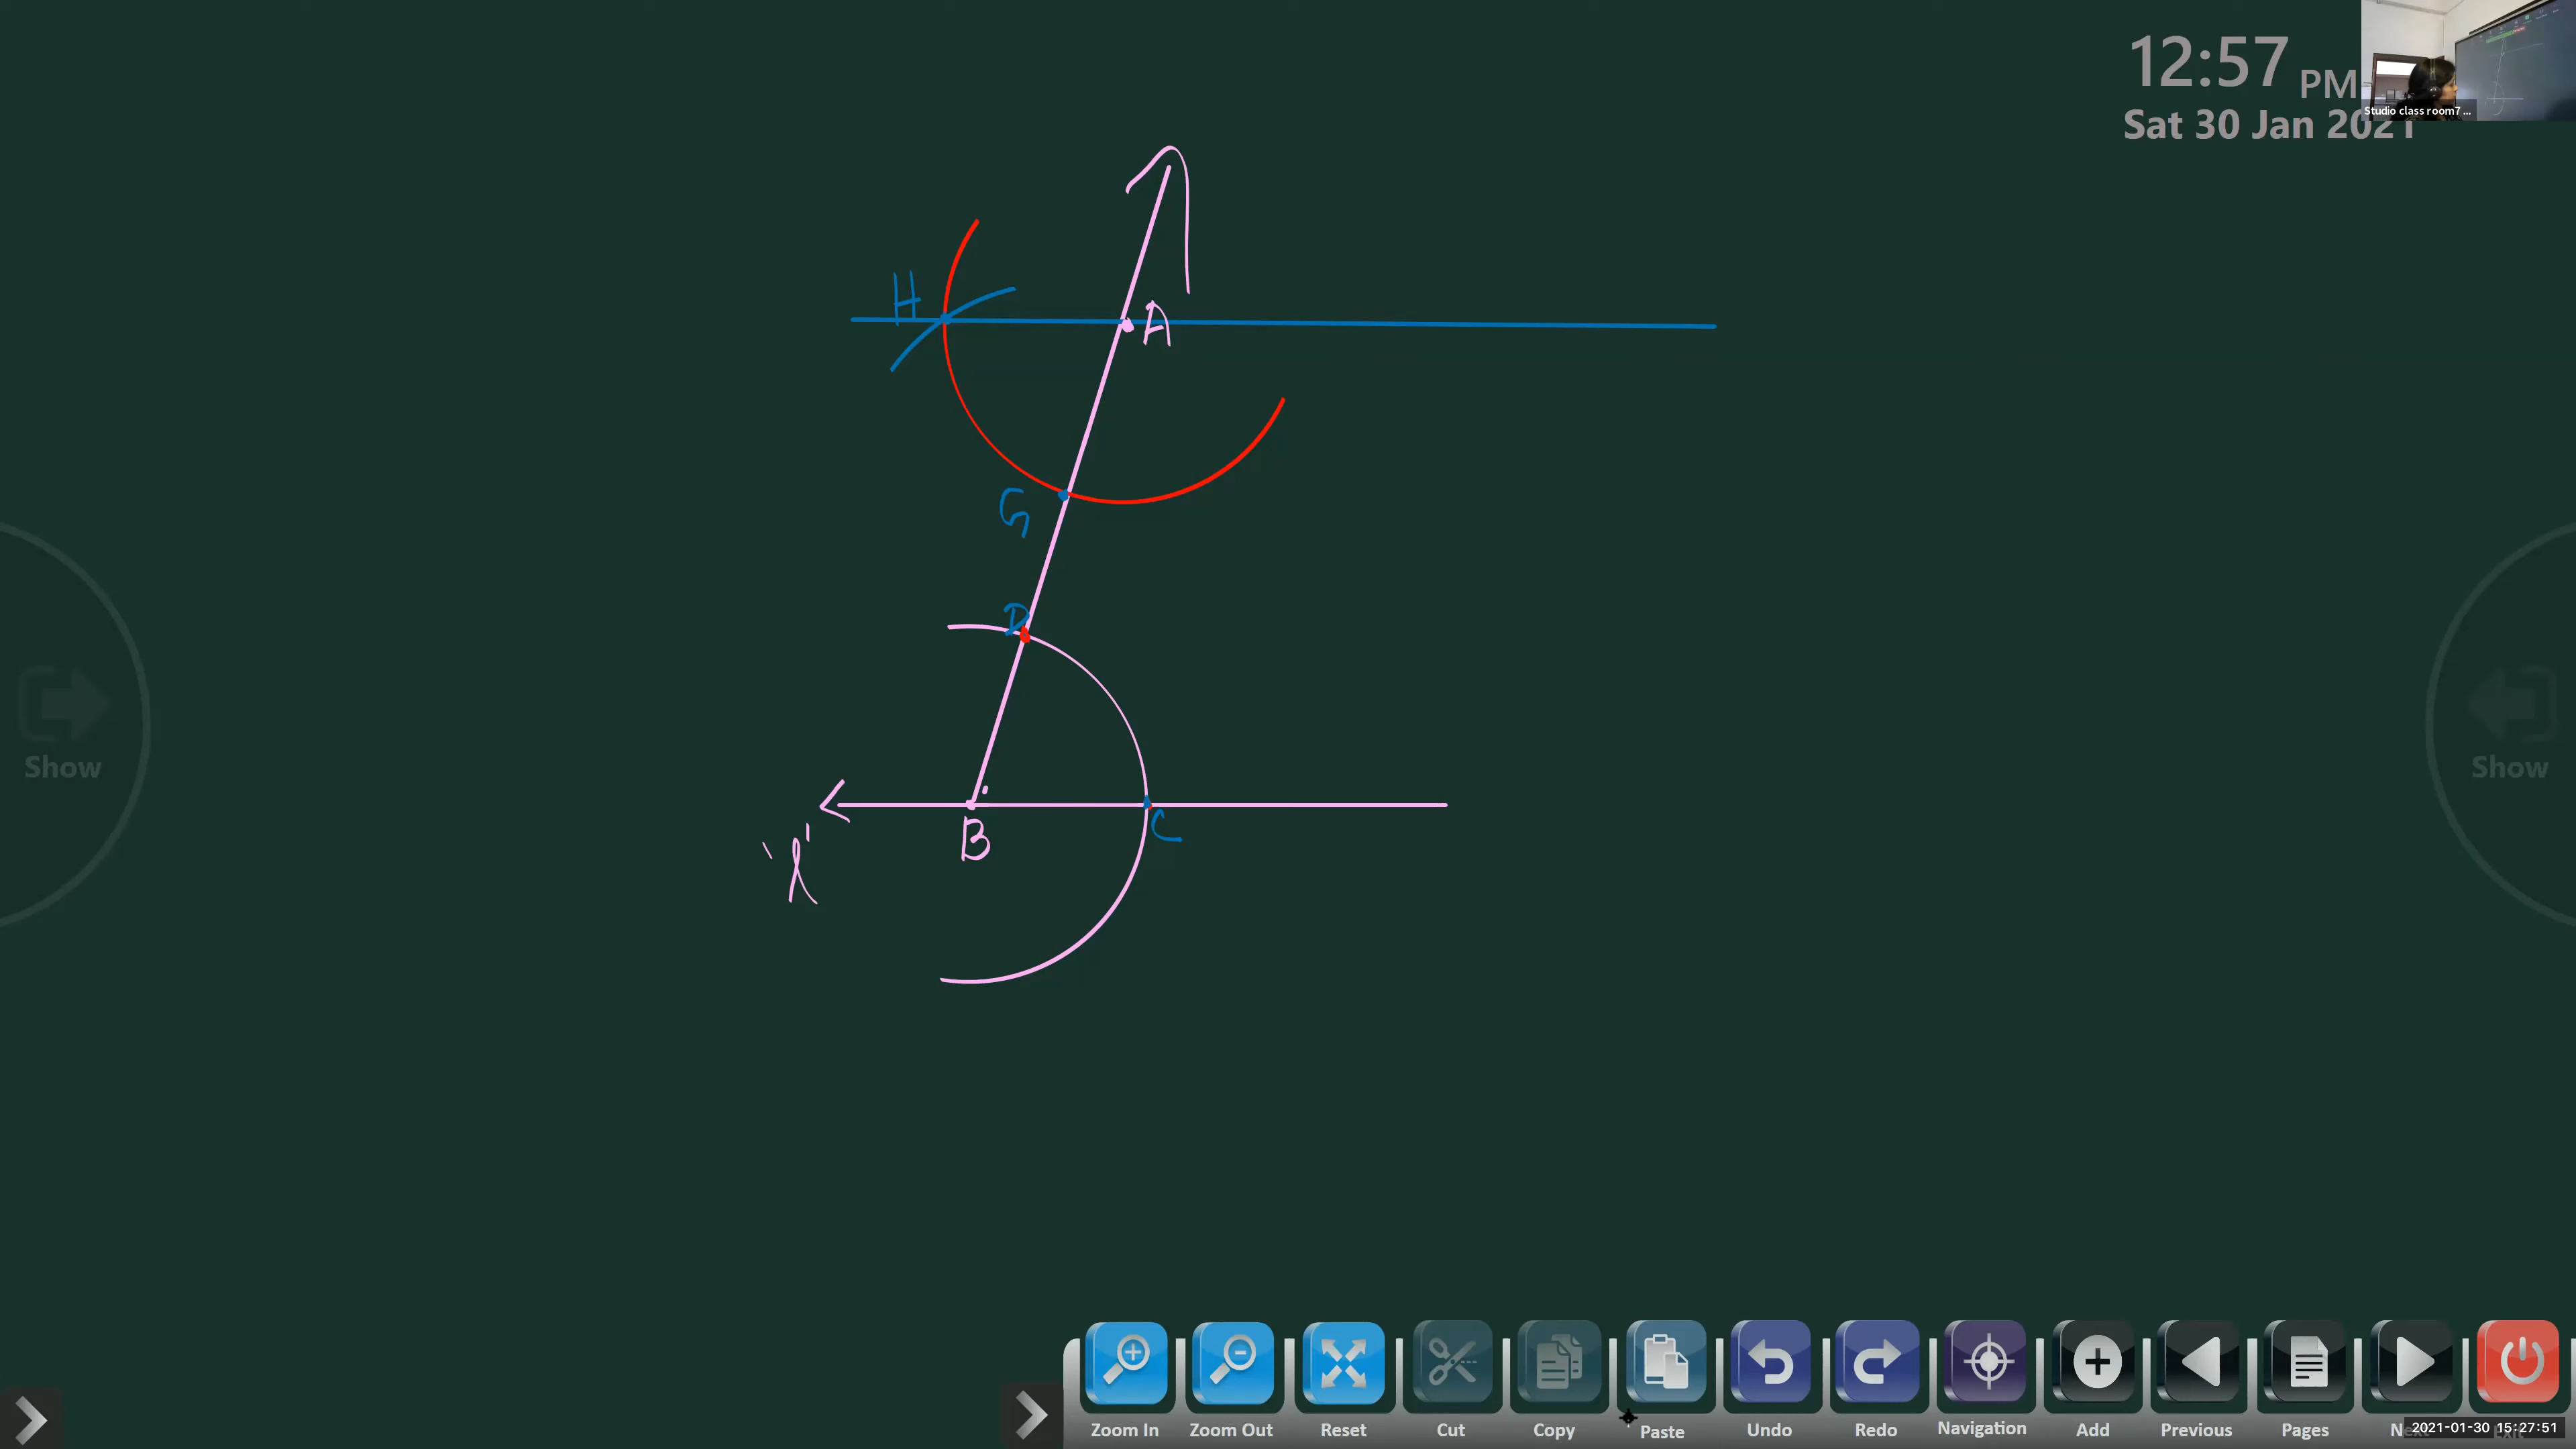 12:57 PM
Sat 30 Jan 2021
Studio class room7 ...
H
A
G
D
Show
Show
B
C
'l'
Zoom In
Zoom Out
Reset
Cut
Copy
Paste
Undo
Redo
Navigation
Add
Previous
Pages
2021-01-30 15:27:51